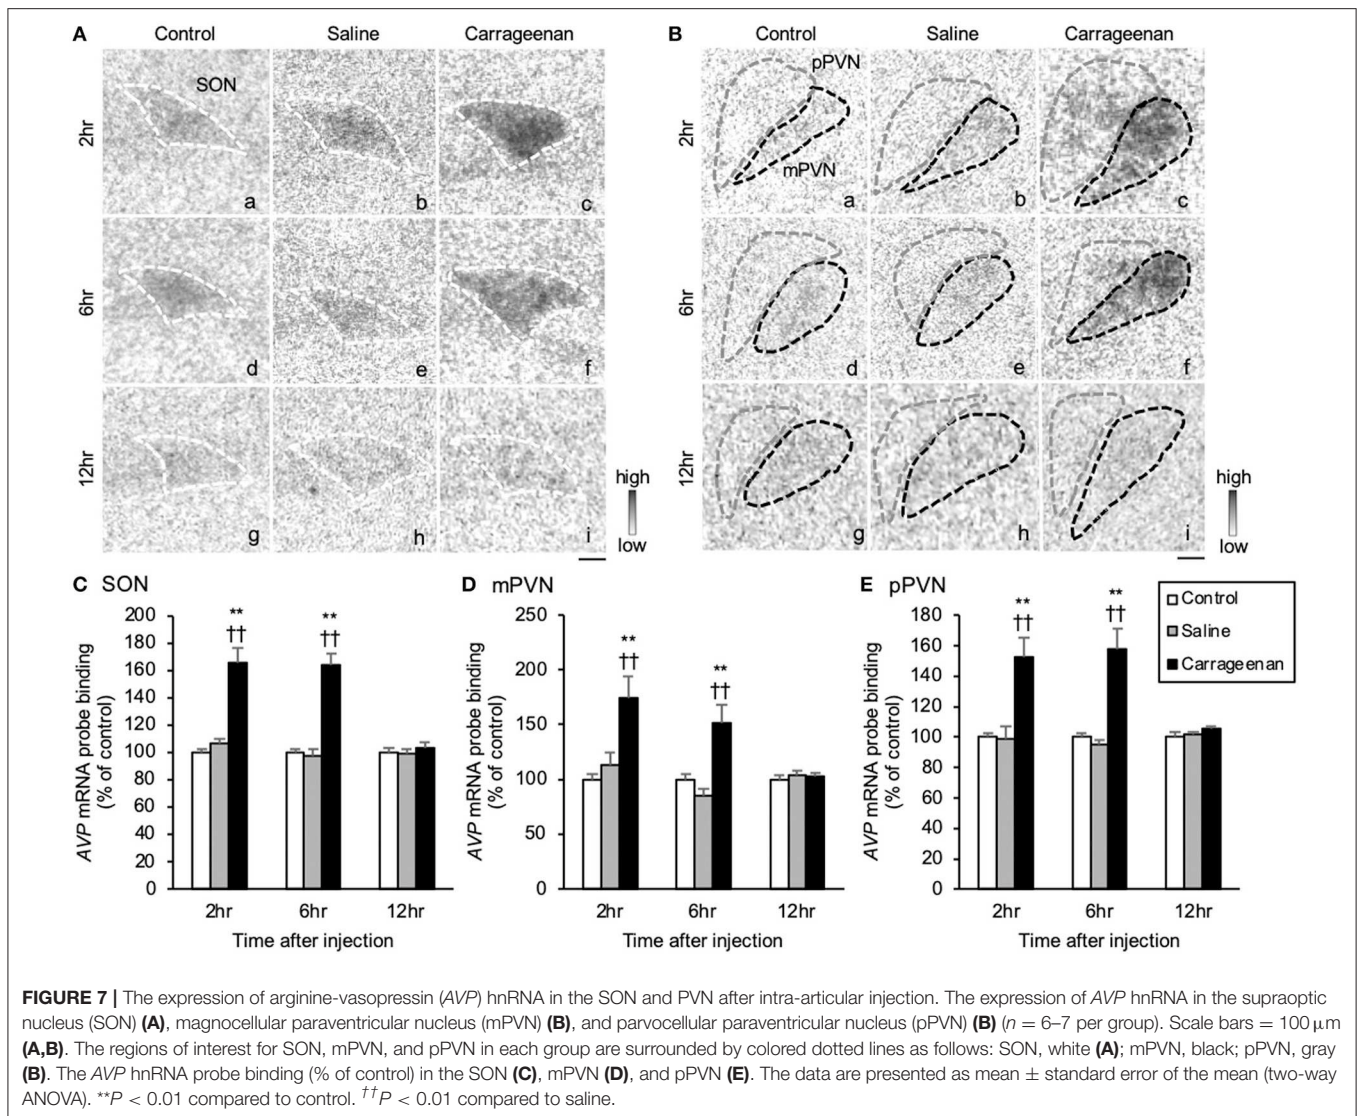 A
Control
Saline
Carrageenan
SON
2hr
a
b
c
6hr
d
e
f
12hr
g
h
i
high
low
B
Control
Saline
Carrageenan
pPVN
mPVN
2hr
a
b
c
6hr
d
e
f
12hr
g
h
i
high
low
C SON
AVP mRNA probe binding
(% of control)
200
180
160
140
120
100
80
60
40
20
0
**
††
**
††
2hr
6hr
12hr
Time after injection
D mPVN
AVP mRNA probe binding
(% of control)
250
200
150
100
50
0
**
††
**
††
2hr
6hr
12hr
Time after injection
E pPVN
AVP mRNA probe binding
(% of control)
180
160
140
120
100
80
60
40
20
0
**
††
**
††
2hr
6hr
12hr
Time after injection
Control
Saline
Carrageenan
FIGURE 7 | The expression of arginine-vasopressin (AVP) hnRNA in the SON and PVN after intra-articular injection. The expression of AVP hnRNA in the supraoptic
nucleus (SON) (A), magnocellular paraventricular nucleus (mPVN) (B), and parvocellular paraventricular nucleus (pPVN) (B) (n = 6–7 per group). Scale bars = 100 μm
(A,B). The regions of interest for SON, mPVN, and pPVN in each group are surrounded by colored dotted lines as follows: SON, white (A); mPVN, black; pPVN, gray
(B). The AVP hnRNA probe binding (% of control) in the SON (C), mPVN (D), and pPVN (E). The data are presented as mean ± standard error of the mean (two-way
ANOVA). **P < 0.01 compared to control. ††P < 0.01 compared to saline.